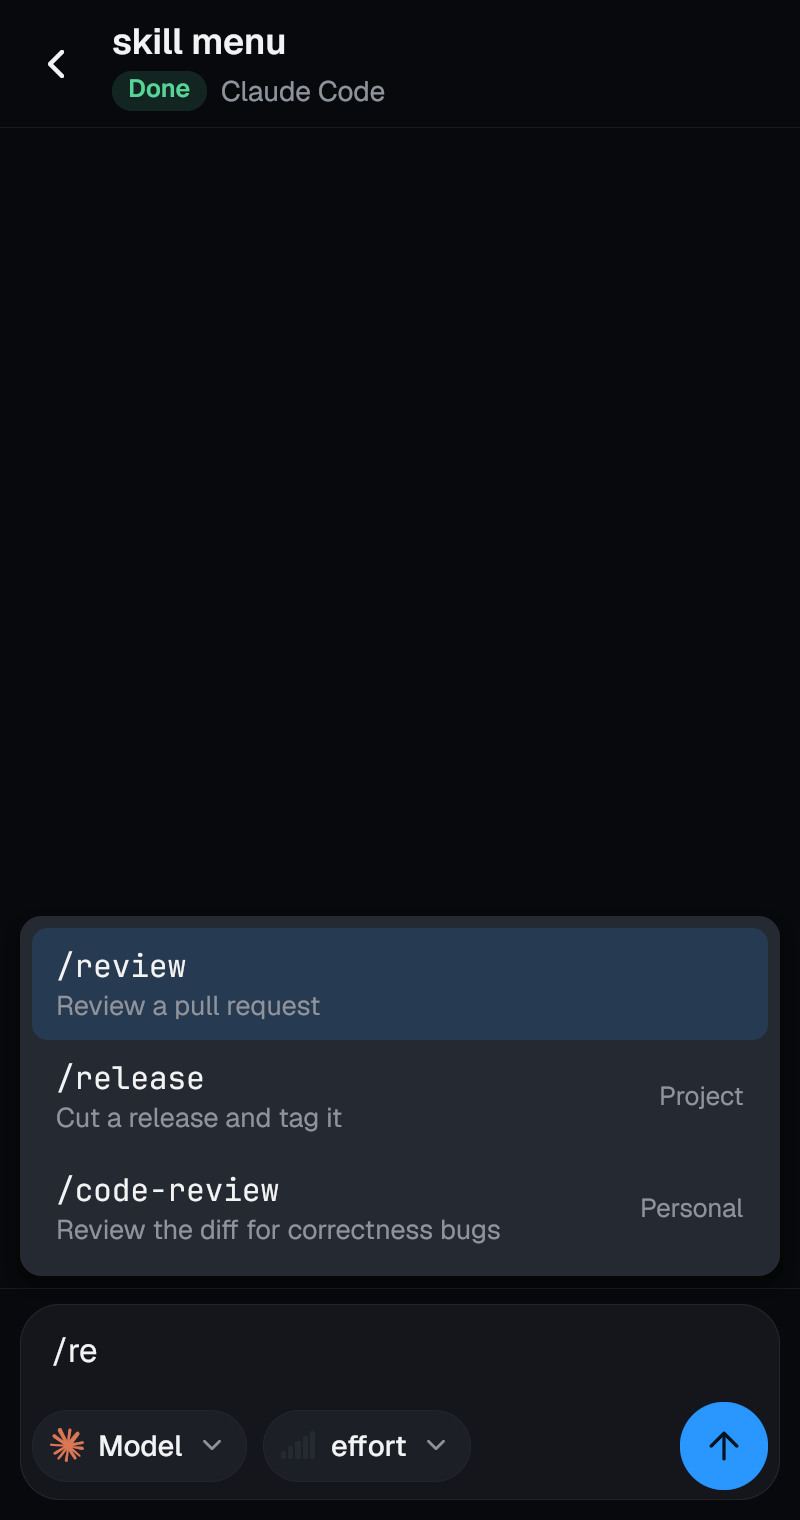 skill menu
Done Claude Code
/review
Review a pull request
/release
Cut a release and tag it
Project
/code-review
Review the diff for correctness bugs
Personal
/re
Model effort